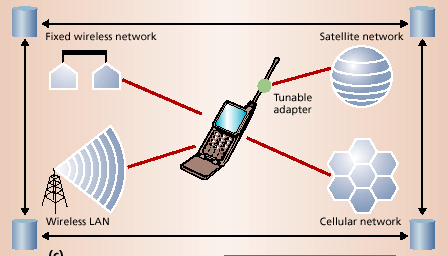 Fixed wireless network
Satellite network
Tunable
adapter
Wireless LAN
Cellular network
(c)